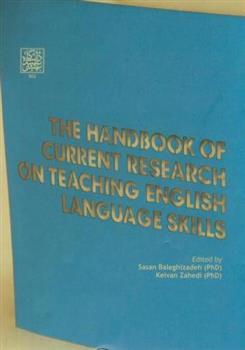 THE HANDBOOK OF
CURRENT RESEARCH
ON TEACHING ENGLISH
LANGUAGE SKILLS
Edited by
Sasan Baleghizadeh (PhD)
Keivan Zahedi (PhD)